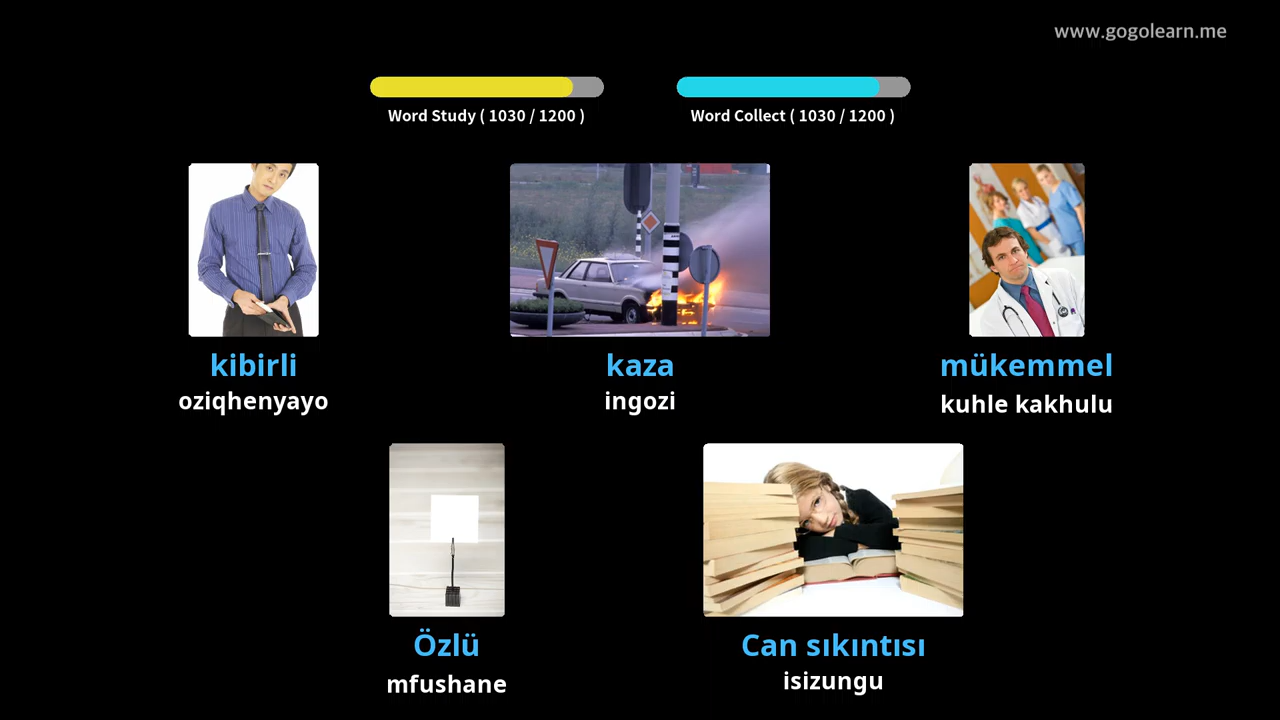 www.gogolearn.me
Word Study ( 1030 / 1200 )
Word Collect ( 1030 / 1200 )
kibirli
oziqhenyayo
kaza
ingozi
mükemmel
kuhle kakhulu
Özlü
mfushane
Can sıkıntısı
isizungu